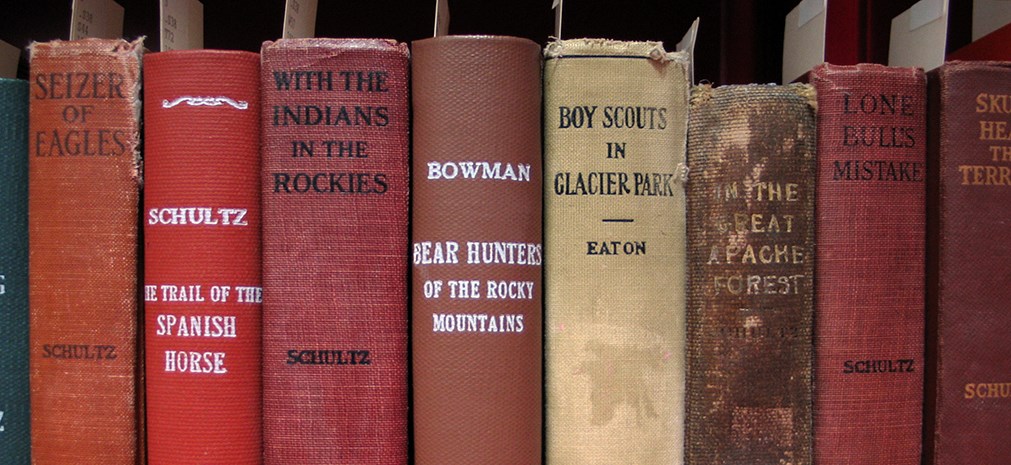 SEIZER
OF
EAGLES
SCHULTZ
SCHULTZ
THE TRAIL OF THE
SPANISH
HORSE
WITH THE
INDIANS
IN THE
ROCKIES
SCHULTZ
BOWMAN
BEAR HUNTERS
OF THE ROCKY
MOUNTAINS
BOY SCOUTS
IN
GLACIER PARK
EATON
IN THE
GREAT
APACHE
FOREST
SCHULTZ
LONE
BULL'S
MISTAKE
SCHULTZ
SKU
HEA
TH
TERR
SCHU